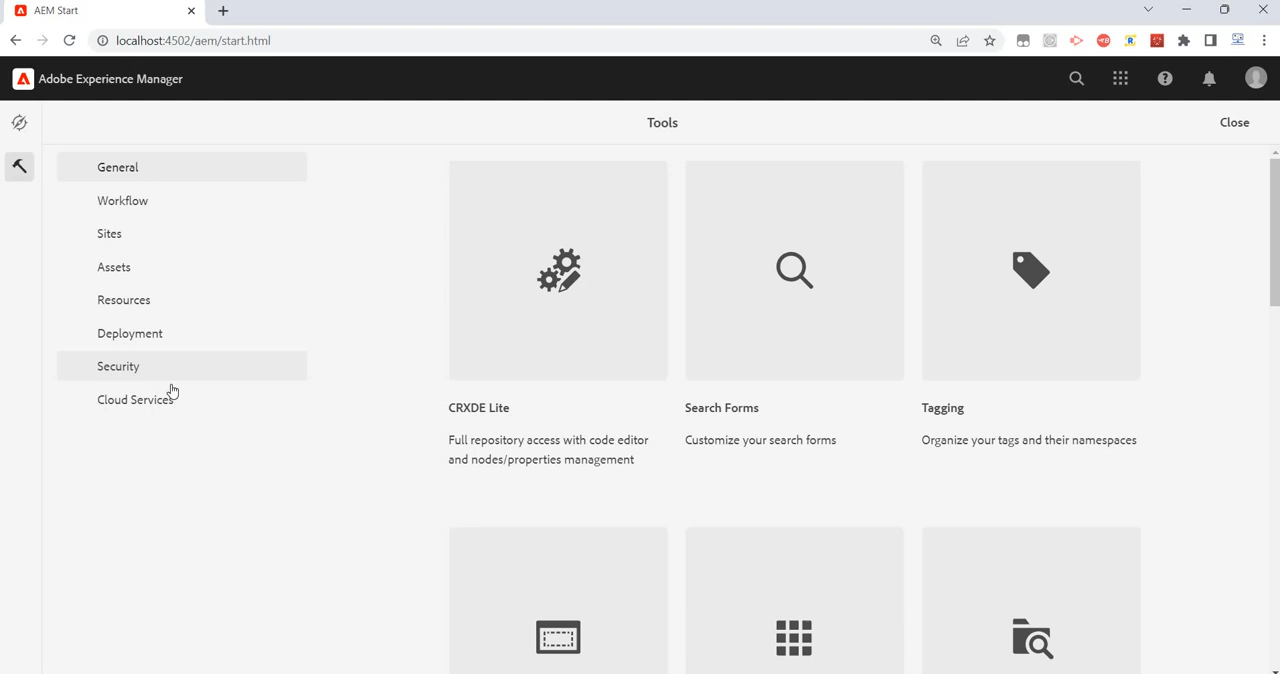 AEM Start
localhost:4502/aem/start.html
Adobe Experience Manager
Tools
Close
General
Workflow
Sites
Assets
Resources
Deployment
Security
Cloud Services
CRXDE Lite
Full repository access with code editor
and nodes/properties management
Search Forms
Customize your search forms
Tagging
Organize your tags and their namespaces